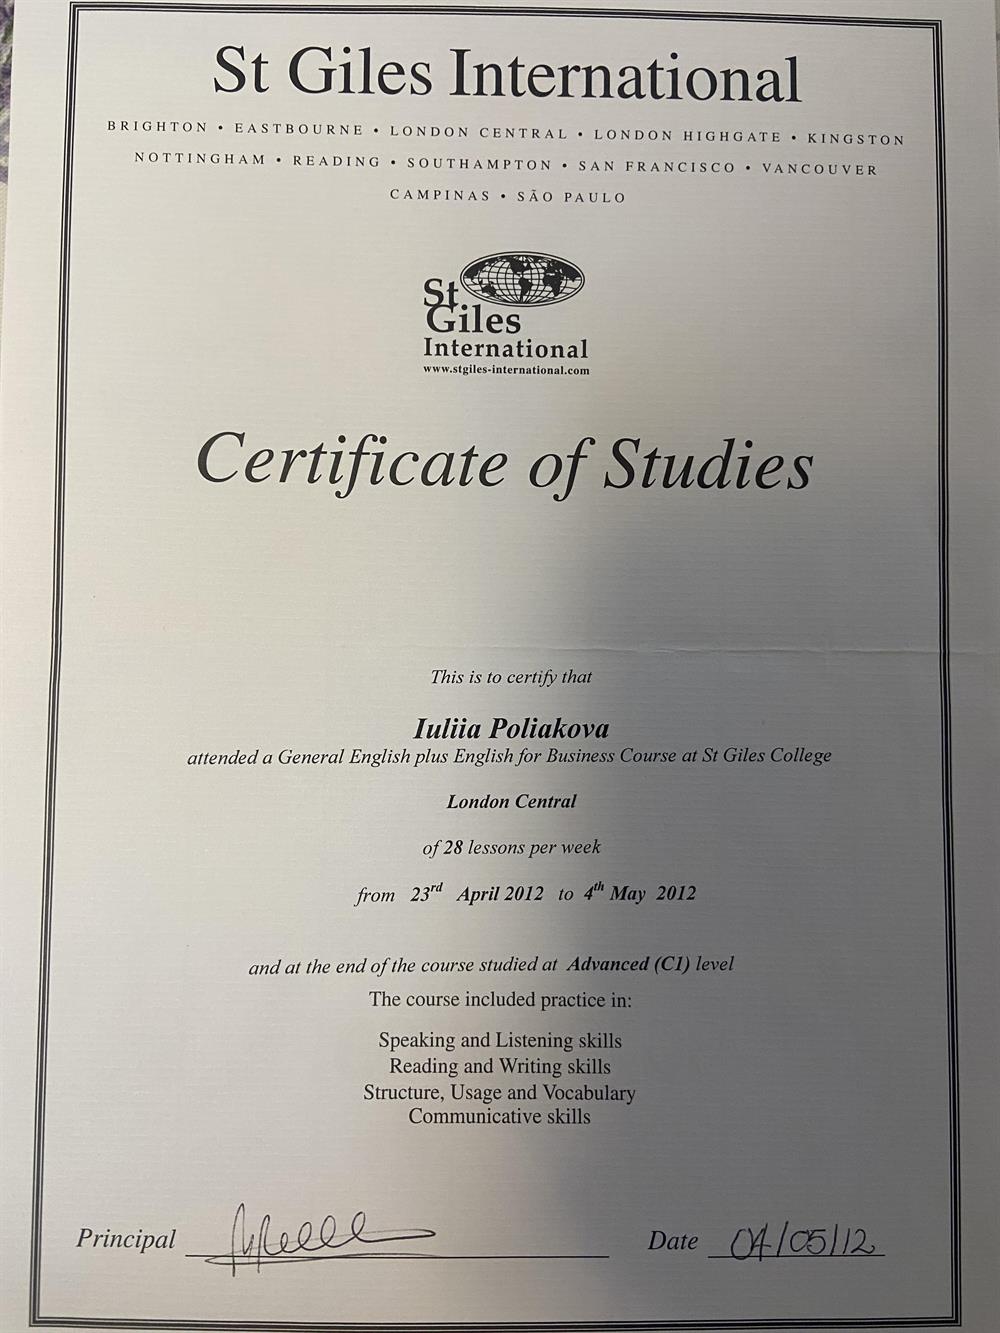 St Giles International
BRIGHTON • EASTBOURNE • LONDON CENTRAL • LONDON HIGHGATE • KINGSTON
NOTTINGHAM • READING • SOUTHAMPTON • SAN FRANCISCO • VANCOUVER
CAMPINAS • SÃO PAULO
St
Giles
International
www.stgiles-international.com
Certificate of Studies
This is to certify that
Iuliia Poliakova
attended a General English plus English for Business Course at St Giles College
London Central
of 28 lessons per week
from 23rd April 2012 to 4th May 2012
and at the end of the course studied at Advanced (C1) level
The course included practice in:
Speaking and Listening skills
Reading and Writing skills
Structure, Usage and Vocabulary
Communicative skills
Principal
Date 04/05/12